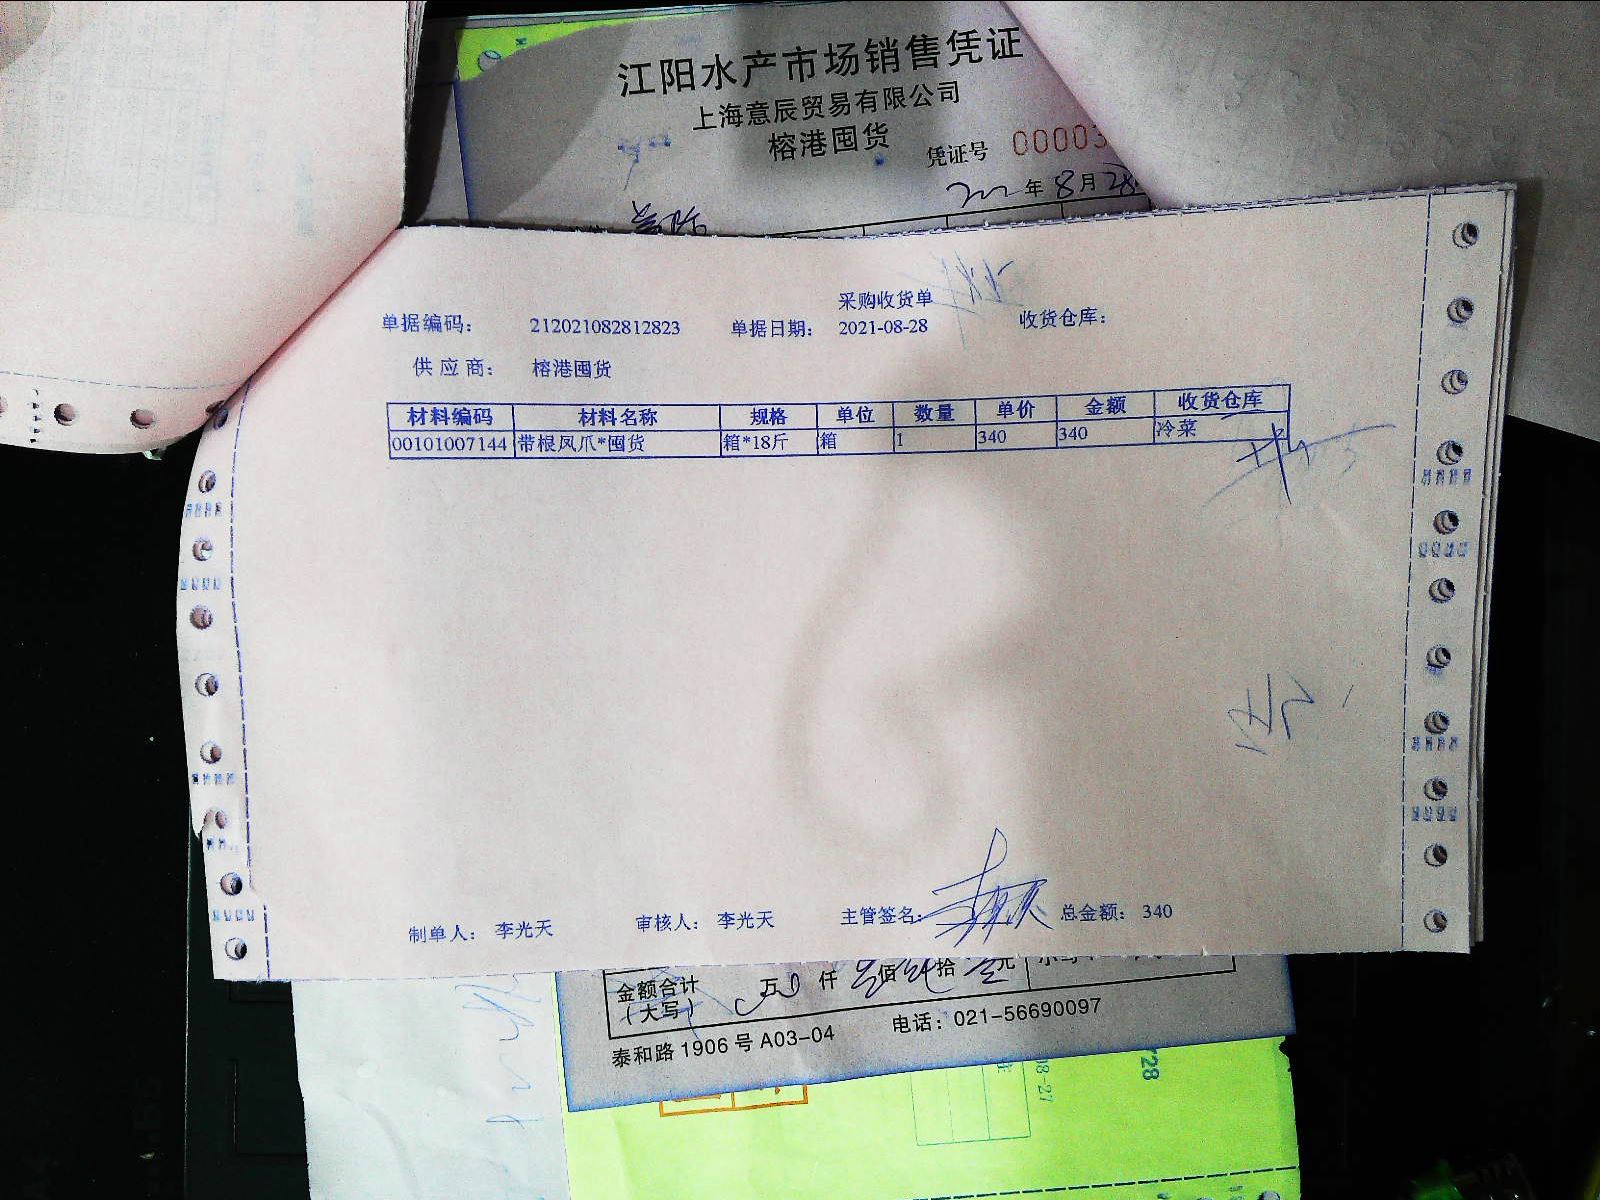 江阳水产市场销售凭证
上海意辰贸易有限公司
榕港囤货
凭证号 00003
年 8月 28
采购收货单
单据编码： 212021082812823 单据日期： 2021-08-28 收货仓库：
供应商： 榕港囤货
材料编码 材料名称 规格 单位 数量 单价 金额 收货仓库
00101007144 带根凤爪*囤货 箱*18斤 箱 1 340 340 冷菜
制单人： 李光天 审核人： 李光天 主管签名： 总金额： 340
金额合计 万 仟 佰 拾 元
（大写）
泰和路1906号A03-04 电话：021-56690097
728
08-27